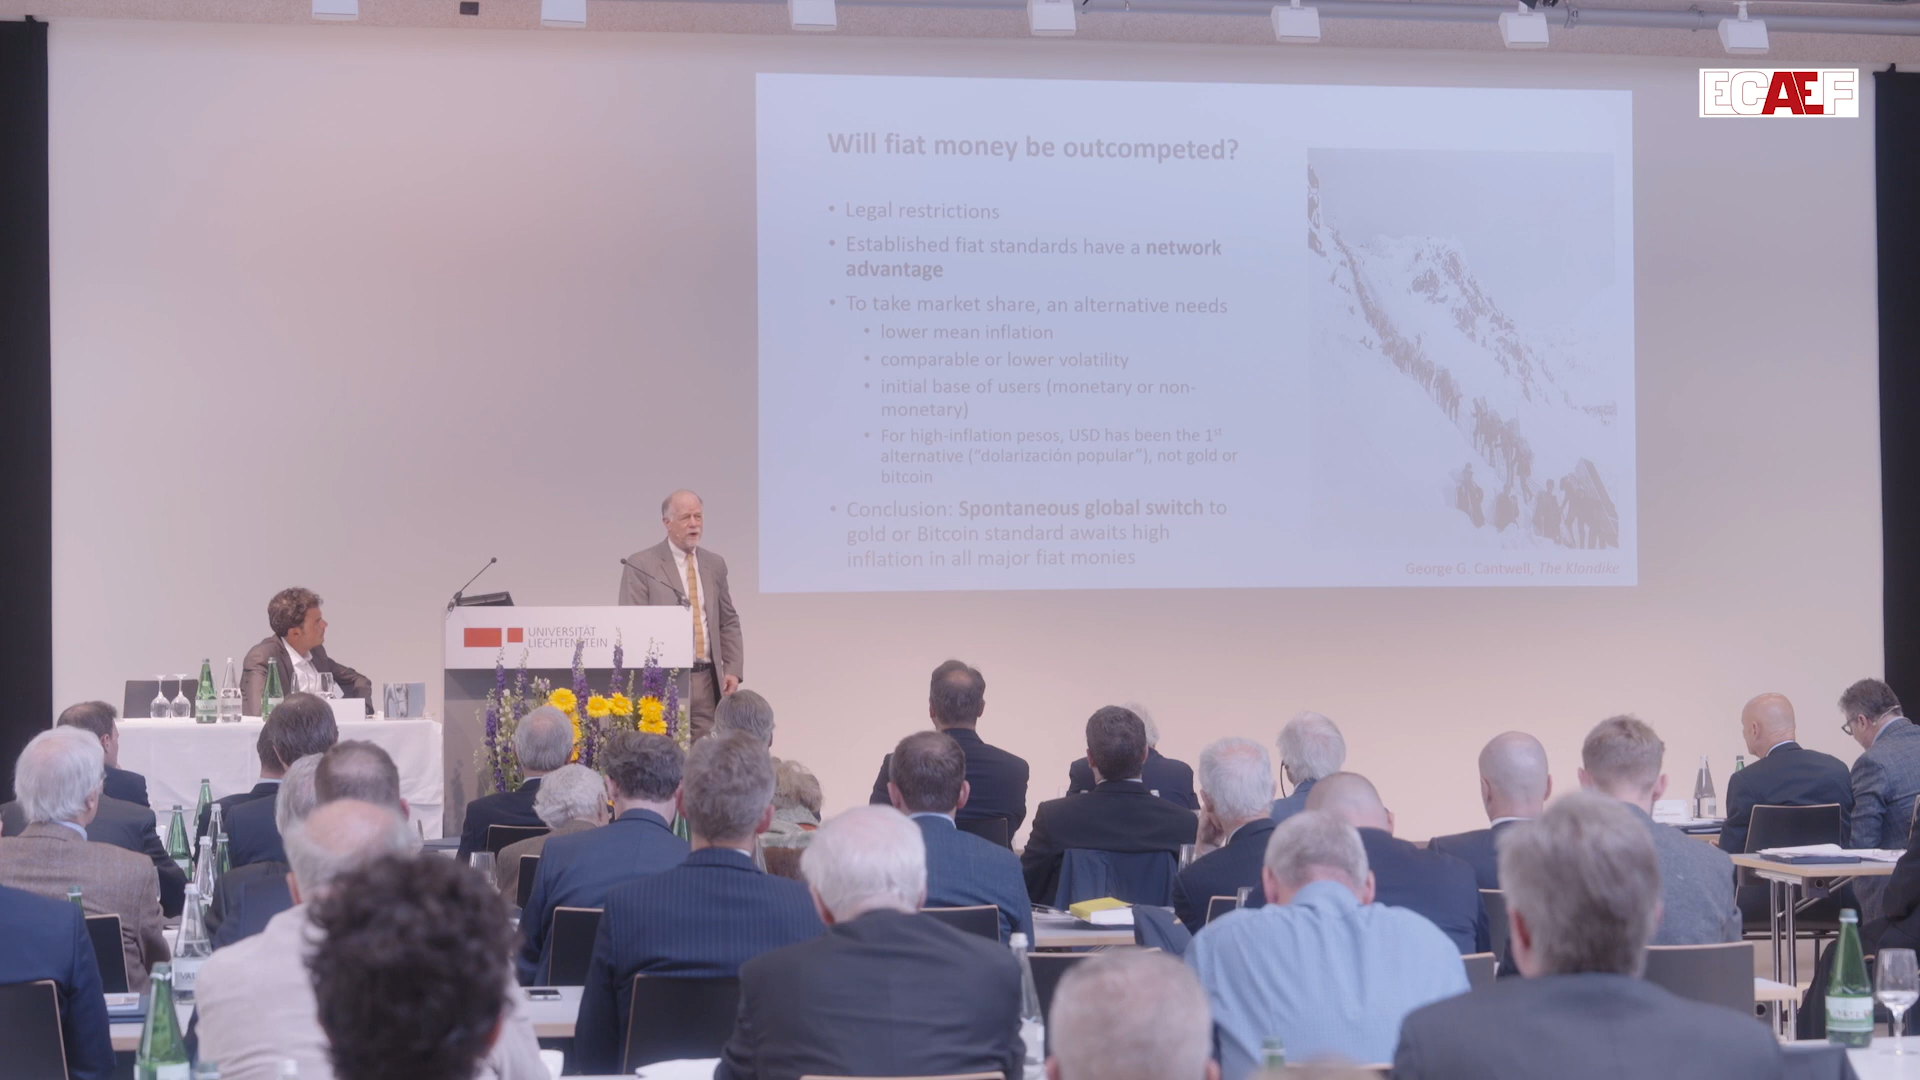 ECAEF
Will fiat money be outcompeted?
• Legal restrictions
• Established fiat standards have a network
advantage
• To take market share, an alternative needs
• lower mean inflation
• comparable or lower volatility
• initial base of users (monetary or non-
monetary)
• For high-inflation pesos, USD has been the 1st
alternative ("dolarización popular"), not gold or
bitcoin
• Conclusion: Spontaneous global switch to
gold or Bitcoin standard awaits high
inflation in all major fiat monies
George G. Cantwell, The Klondike
UNIVERSITÄT
LIECHTENSTEIN